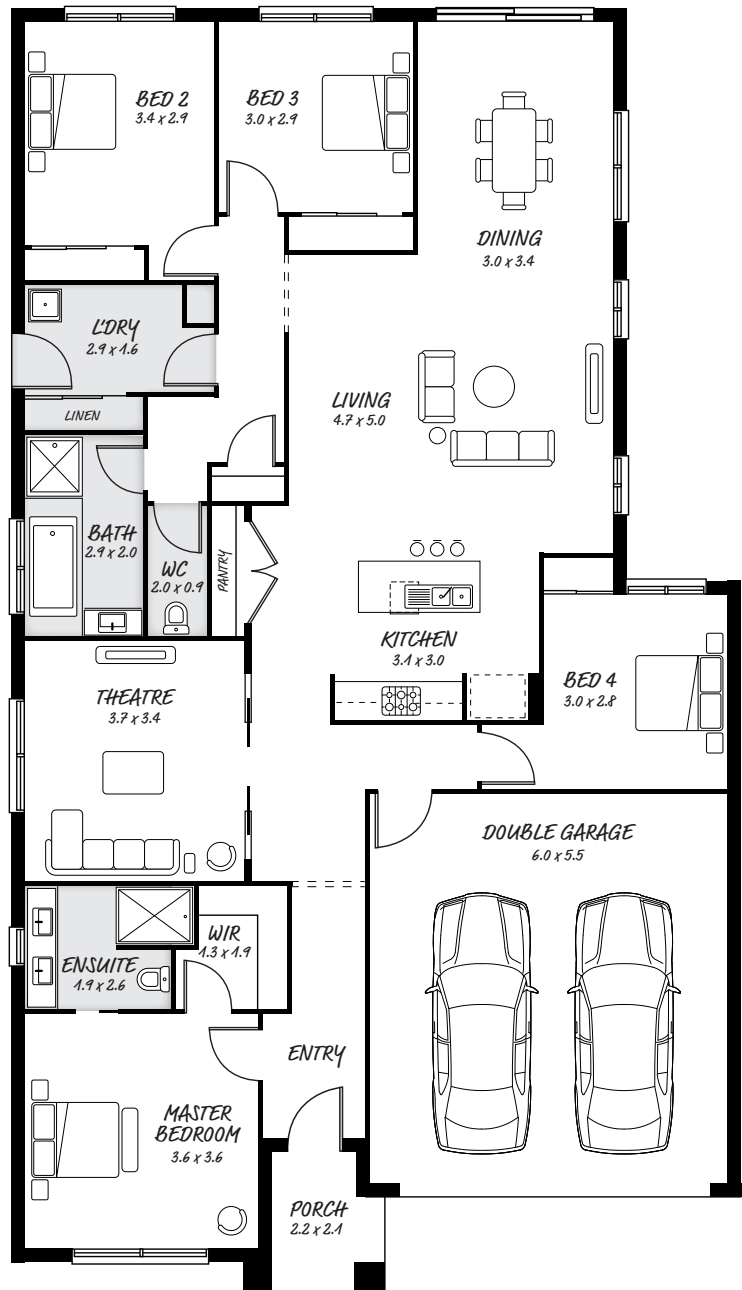 BED 2
3.4 x 2.9
BED 3
3.0 x 2.9
DINING
3.0 x 3.4
L'DRY
2.9 x 1.6
LINEN
LIVING
4.7 x 5.0
BATH
2.9 x 2.0
WC
2.0 x 0.9
PANTRY
KITCHEN
3.1 x 3.0
THEATRE
3.7 x 3.4
BED 4
3.0 x 2.8
DOUBLE GARAGE
6.0 x 5.5
WIR
1.3 x 1.9
ENSUITE
1.9 x 2.6
ENTRY
MASTER
BEDROOM
3.6 x 3.6
PORCH
2.2 x 2.1